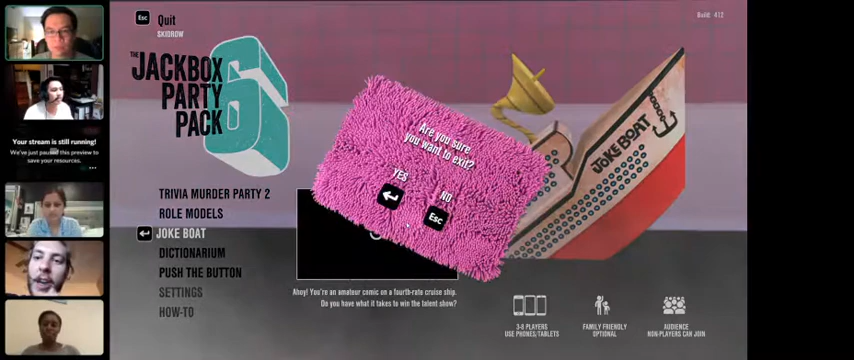 Esc Quit
SKIDROW
Build: 412
THE
JACKBOX
PARTY
PACK
6
Your stream is still running!
We've just paused this preview to
save your resources.
Are you sure
you want to exit?
YES
NO
Esc
JOKE BOAT
TRIVIA MURDER PARTY 2
ROLE MODELS
JOKE BOAT
DICTIONARIUM
PUSH THE BUTTON
SETTINGS
HOW-TO
Ahoy! You're an amateur comic on a fourth-rate cruise ship.
Do you have what it takes to win the talent show?
3-8 PLAYERS
USE PHONES/TABLETS
FAMILY FRIENDLY
OPTIONAL
AUDIENCE
NON-PLAYERS CAN JOIN